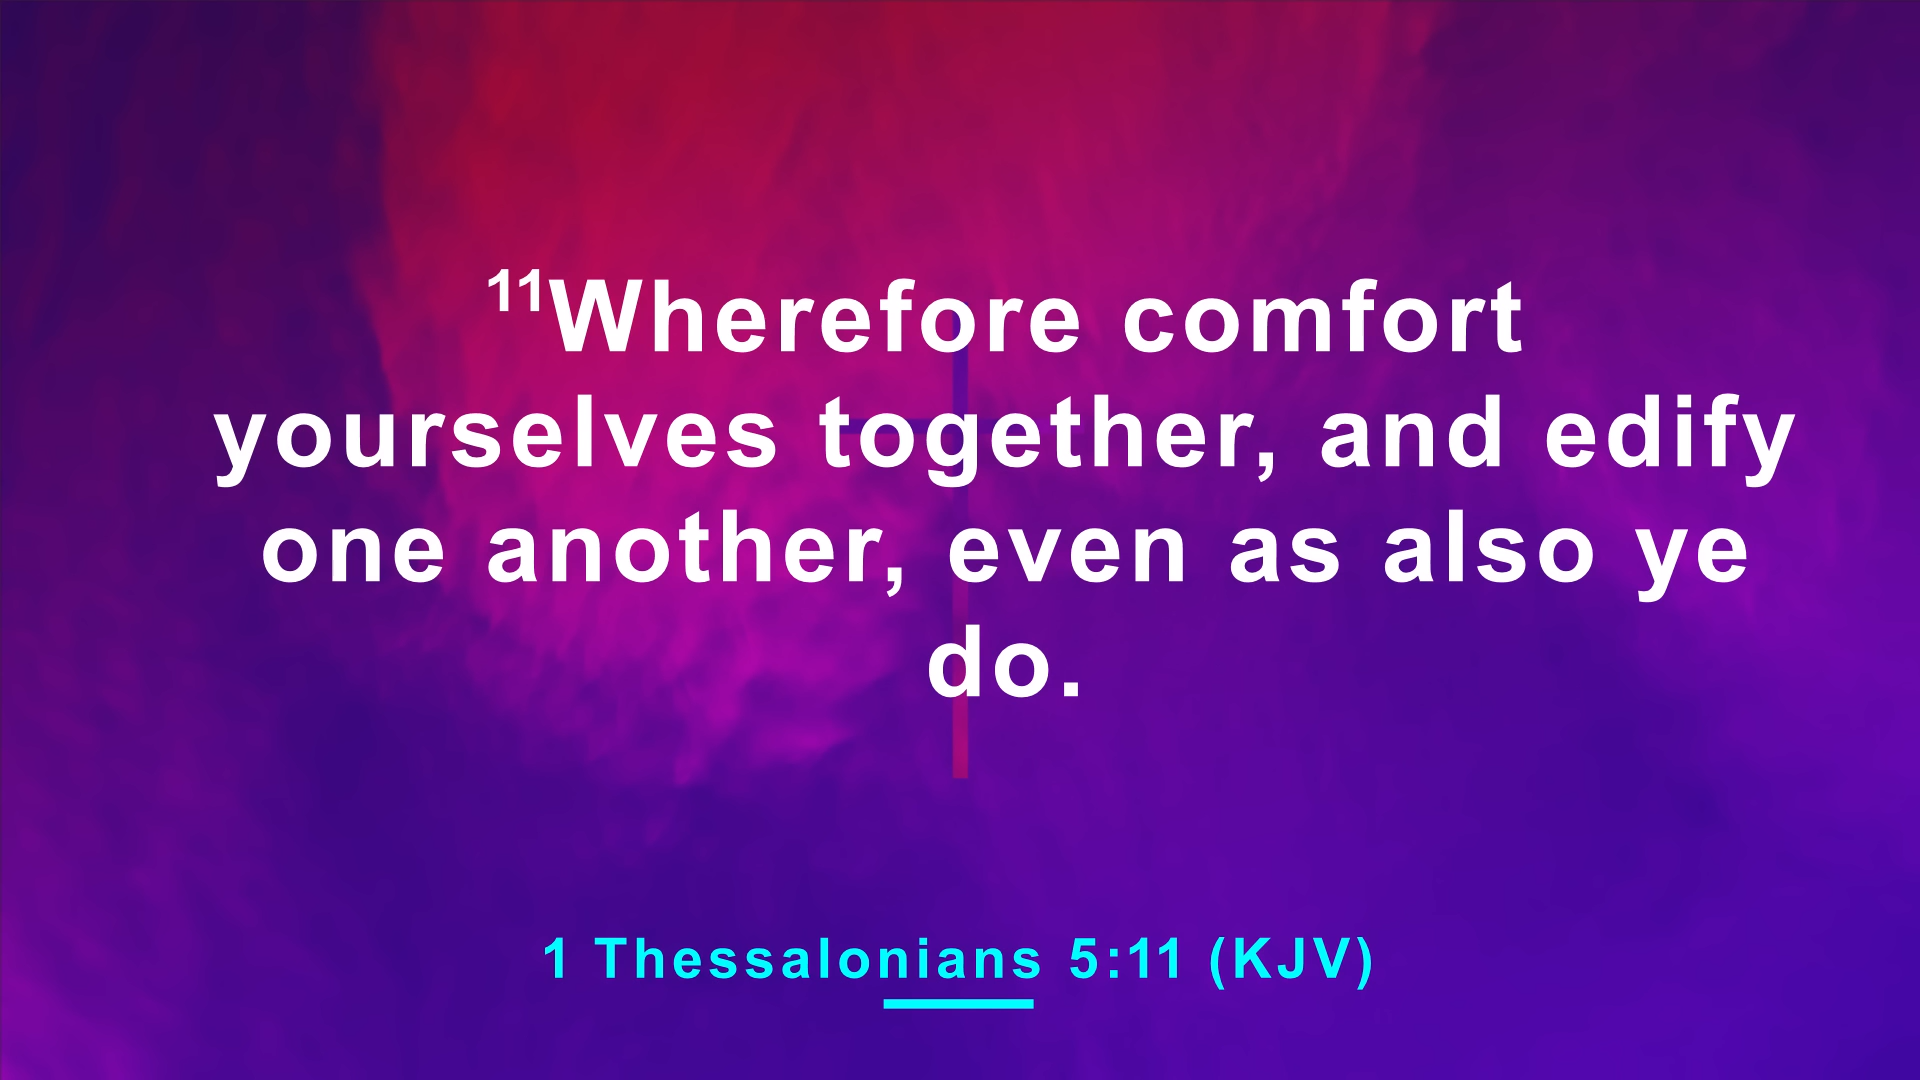 11Wherefore comfort
yourselves together, and edify
one another, even as also ye
do.
1 Thessalonians 5:11 (KJV)